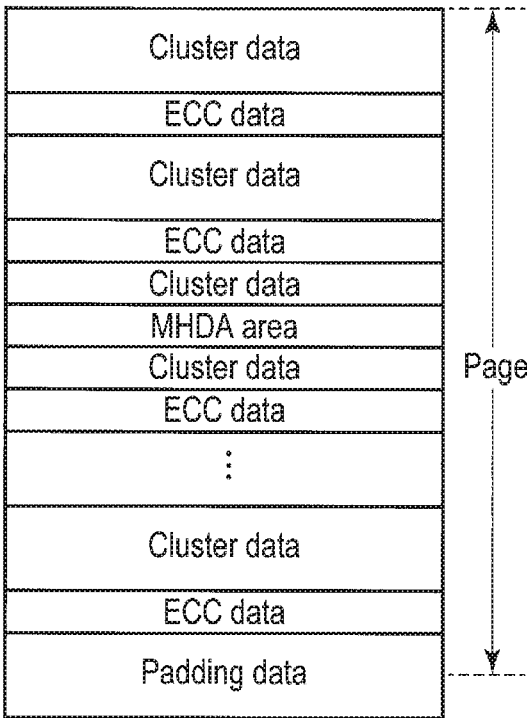 Cluster data
ECC data
Cluster data
ECC data
Cluster data
MHDA area
Cluster data
ECC data
⋮
Cluster data
ECC data
Padding data
Page